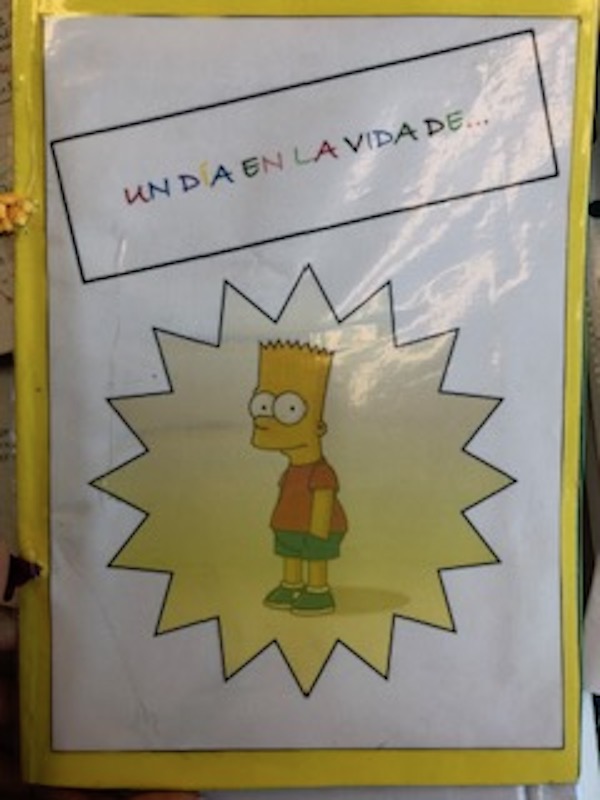 UN DÍA EN LA VIDA DE...